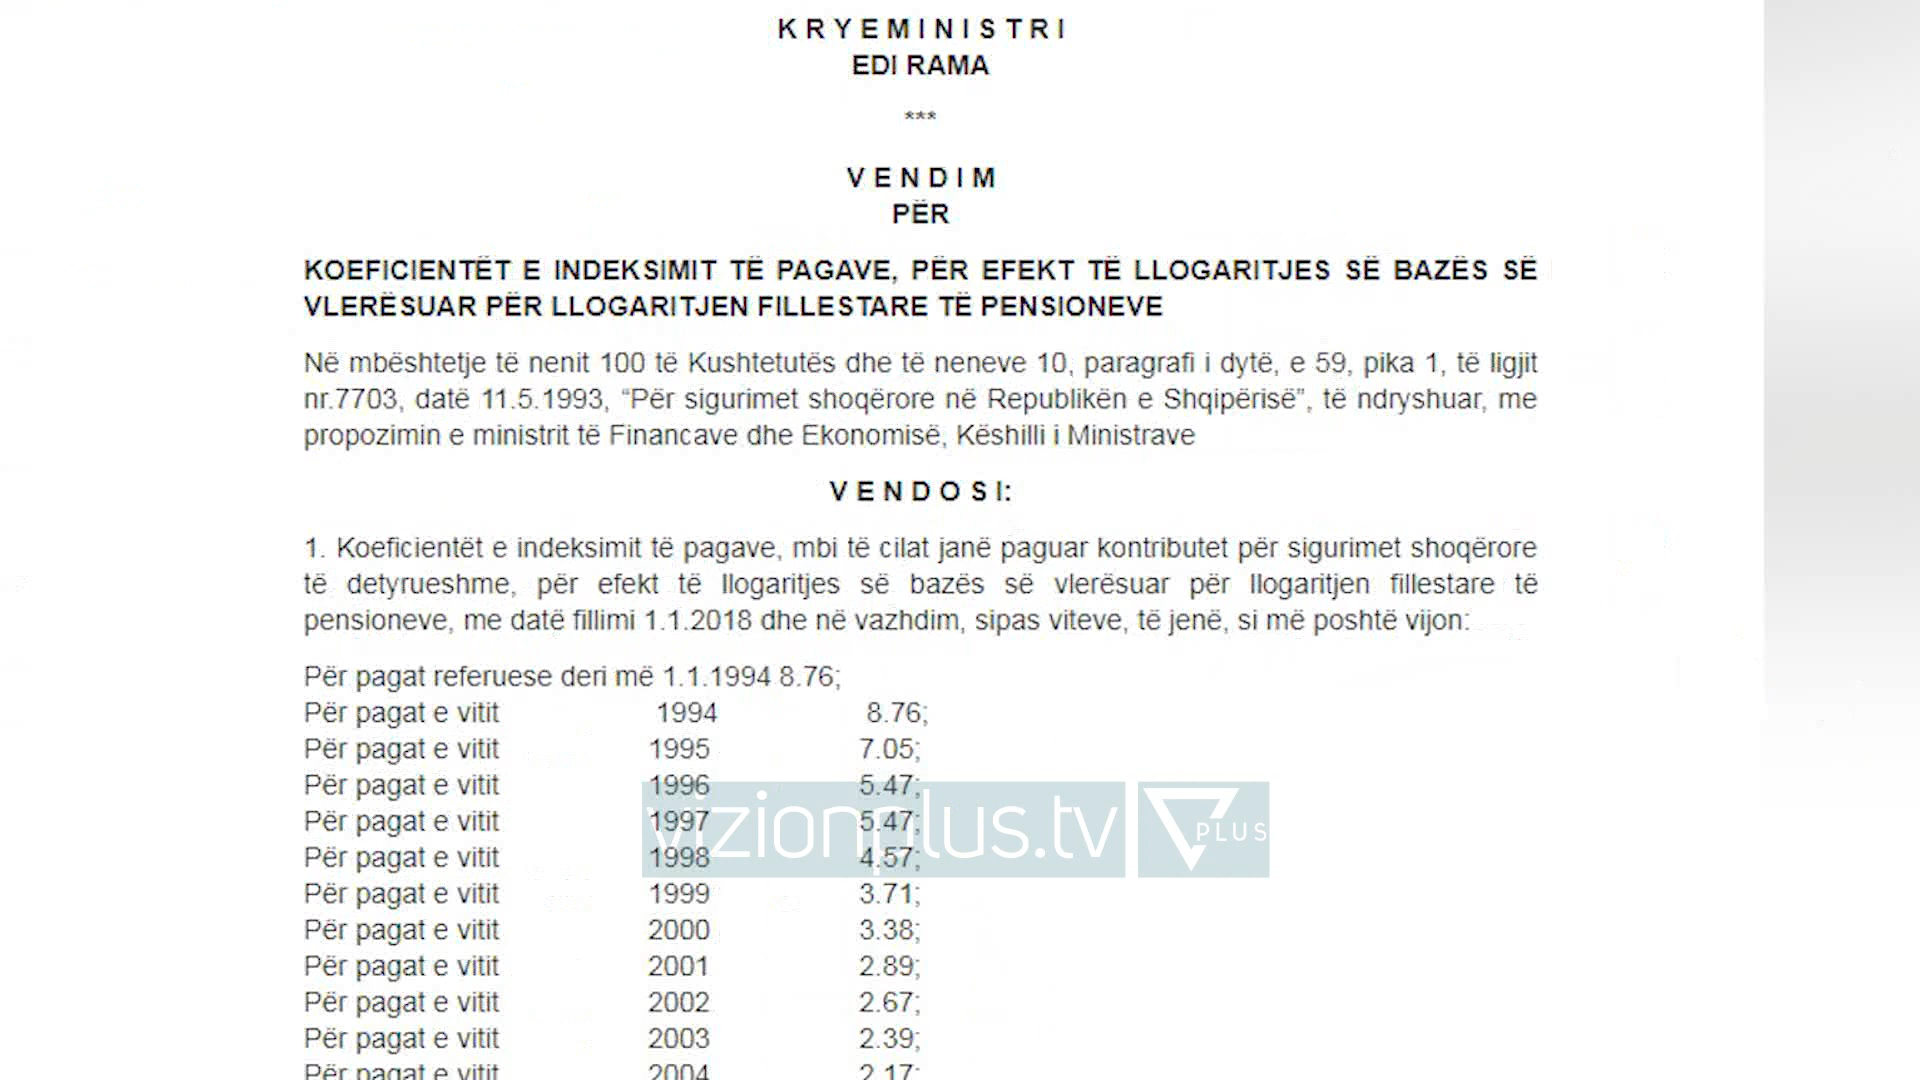 KRYEMINISTRI
EDI RAMA
***
VENDIM
PËR
KOEFICIENTËT E INDEKSIMIT TË PAGAVE, PËR EFEKT TË LLOGARITJES SË BAZËS SË
VLERËSUAR PËR LLOGARITJEN FILLESTARE TË PENSIONEVE
Në mbështetje të nenit 100 të Kushtetutës dhe të neneve 10, paragrafi i dytë, e 59, pika 1, të ligjit
nr.7703, datë 11.5.1993, “Për sigurimet shoqërore në Republikën e Shqipërisë”, të ndryshuar, me
propozimin e ministrit të Financave dhe Ekonomisë, Këshilli i Ministrave
VENDOSI:
1. Koeficientët e indeksimit të pagave, mbi të cilat janë paguar kontributet për sigurimet shoqërore
të detyrueshme, për efekt të llogaritjes së bazës së vlerësuar për llogaritjen fillestare të
pensioneve, me datë fillimi 1.1.2018 dhe në vazhdim, sipas viteve, të jenë, si më poshtë vijon:
Për pagat referuese deri më 1.1.1994 8.76;
Për pagat e vitit 1994 8.76;
Për pagat e vitit 1995 7.05;
Për pagat e vitit 1996 5.47;
Për pagat e vitit 1997 5.47;
Për pagat e vitit 1998 4.57;
Për pagat e vitit 1999 3.71;
Për pagat e vitit 2000 3.38;
Për pagat e vitit 2001 2.89;
Për pagat e vitit 2002 2.67;
Për pagat e vitit 2003 2.39;
Për pagat e vitit 2004 2.17;
vizionplus.tv PLUS